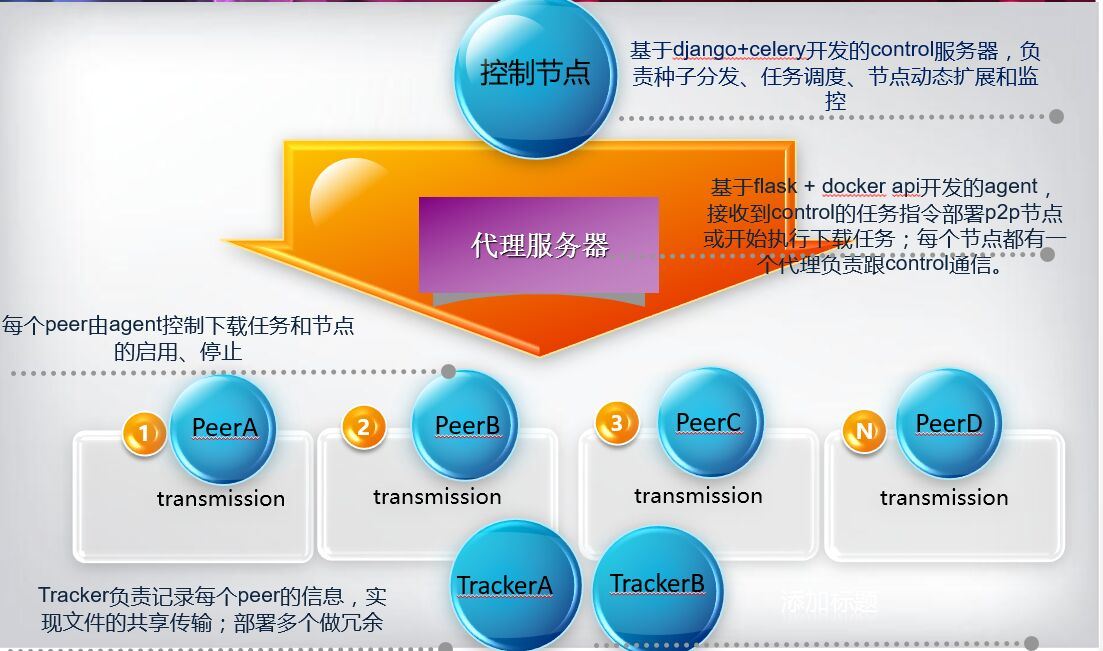 控制节点
基于django+celery开发的control服务器，负
责种子分发、任务调度、节点动态扩展和监
控
基于flask + docker api开发的agent，
接收到control的任务指令部署p2p节点
或开始执行下载任务；每个节点都有一
个代理负责跟control通信。
代理服务器
每个peer由agent控制下载任务和节点
的启用、停止
1
PeerA
transmission
2
PeerB
transmission
3
PeerC
transmission
N
PeerD
transmission
Tracker负责记录每个peer的信息，实
现文件的共享传输；部署多个做冗余
TrackerA
TrackerB
添加标题